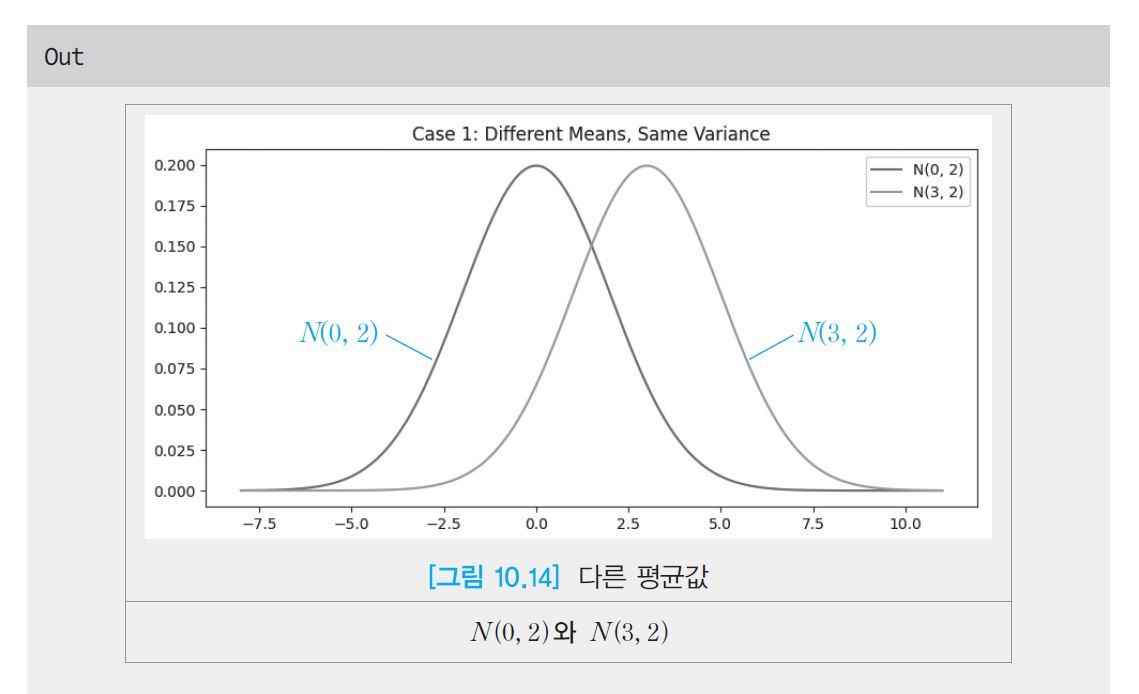 Out
Case 1: Different Means, Same Variance
0.200
N(0, 2)
N(3, 2)
0.175
0.150
0.125
0.100
N(0, 2)
N(3, 2)
0.075
0.050
0.025
0.000
−7.5 −5.0 −2.5 0.0 2.5 5.0 7.5 10.0
[그림 10.14] 다른 평균값
N(0, 2)와 N(3, 2)